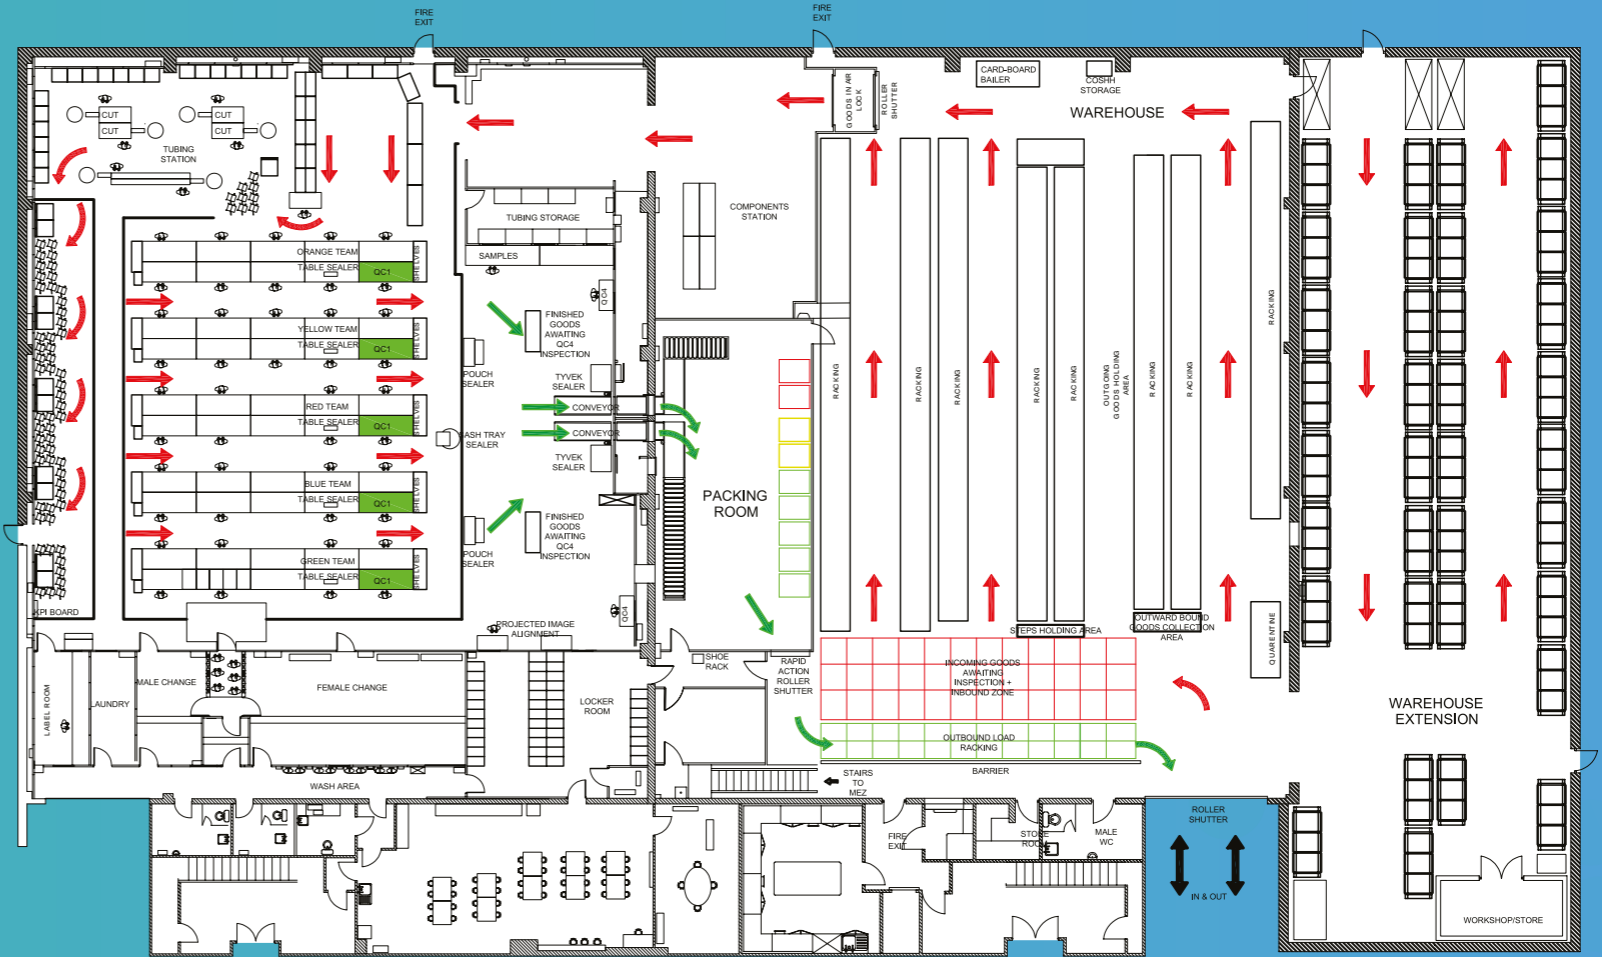 FIRE
EXIT
FIRE
EXIT
CARD-BOARD
BAILER
COSHH
STORAGE
GOODS IN AIR
LOCK
ROLLER
SHUTTER
WAREHOUSE
CUT
CUT
CUT
CUT
TUBING
STATION
COMPONENTS
STATION
TUBING STORAGE
SAMPLES
ORANGE TEAM
TABLE SEALER
QC1
SHELVES
YELLOW TEAM
TABLE SEALER
QC1
SHELVES
RED TEAM
TABLE SEALER
QC1
SHELVES
BLUE TEAM
TABLE SEALER
QC1
SHELVES
GREEN TEAM
TABLE SEALER
QC1
SHELVES
KPI BOARD
QC4
FINISHED
GOODS
AWAITING
QC4
INSPECTION
POUCH
SEALER
TYVEK
SEALER
CONVEYOR
CONVEYOR
TYVEK
SEALER
SEALER
FINISHED
GOODS
AWAITING
QC4
INSPECTION
POUCH
SEALER
QC4
PROJECTED IMAGE
ALIGNMENT
PACKING
ROOM
RACKING
RACKING
RACKING
RACKING
RACKING
OUTGOING
GOODS HOLDING
AREA
RACKING
RACKING
RACKING
QUARENTINE
STEPS HOLDING AREA
OUTWARD BOUND
GOODS COLLECTION
AREA
SHOE
RACK
RAPID
ACTION
ROLLER
SHUTTER
INCOMING GOODS
AWAITING
INSPECTION +
INBOUND ZONE
OUTBOUND LOAD
RACKING
BARRIER
STAIRS
TO
MEZ
LABEL ROOM
LAUNDRY
MALE CHANGE
FEMALE CHANGE
LOCKER
ROOM
WASH AREA
FIRE
EXIT
STORE
ROOM
MALE
WC
ROLLER
SHUTTER
IN & OUT
WAREHOUSE
EXTENSION
WORKSHOP/STORE